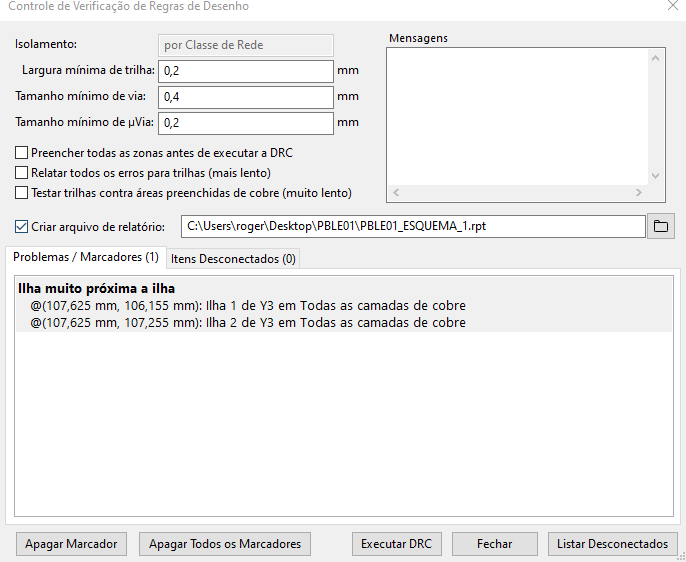 Controle de Verificação de Regras de Desenho
Isolamento:
por Classe de Rede
Mensagens
Largura mínima de trilha:
0,2
mm
Tamanho mínimo de via:
0,4
mm
Tamanho mínimo de µVia:
0,2
mm
Preencher todas as zonas antes de executar a DRC
Relatar todos os erros para trilhas (mais lento)
Testar trilhas contra áreas preenchidas de cobre (muito lento)
Criar arquivo de relatório:
C:\Users\roger\Desktop\PBLE01\PBLE01_ESQUEMA_1.rpt
Problemas / Marcadores (1)
Itens Desconectados (0)
Ilha muito próxima a ilha
@(107,625 mm, 106,155 mm): Ilha 1 de Y3 em Todas as camadas de cobre
@(107,625 mm, 107,255 mm): Ilha 2 de Y3 em Todas as camadas de cobre
Apagar Marcador
Apagar Todos os Marcadores
Executar DRC
Fechar
Listar Desconectados